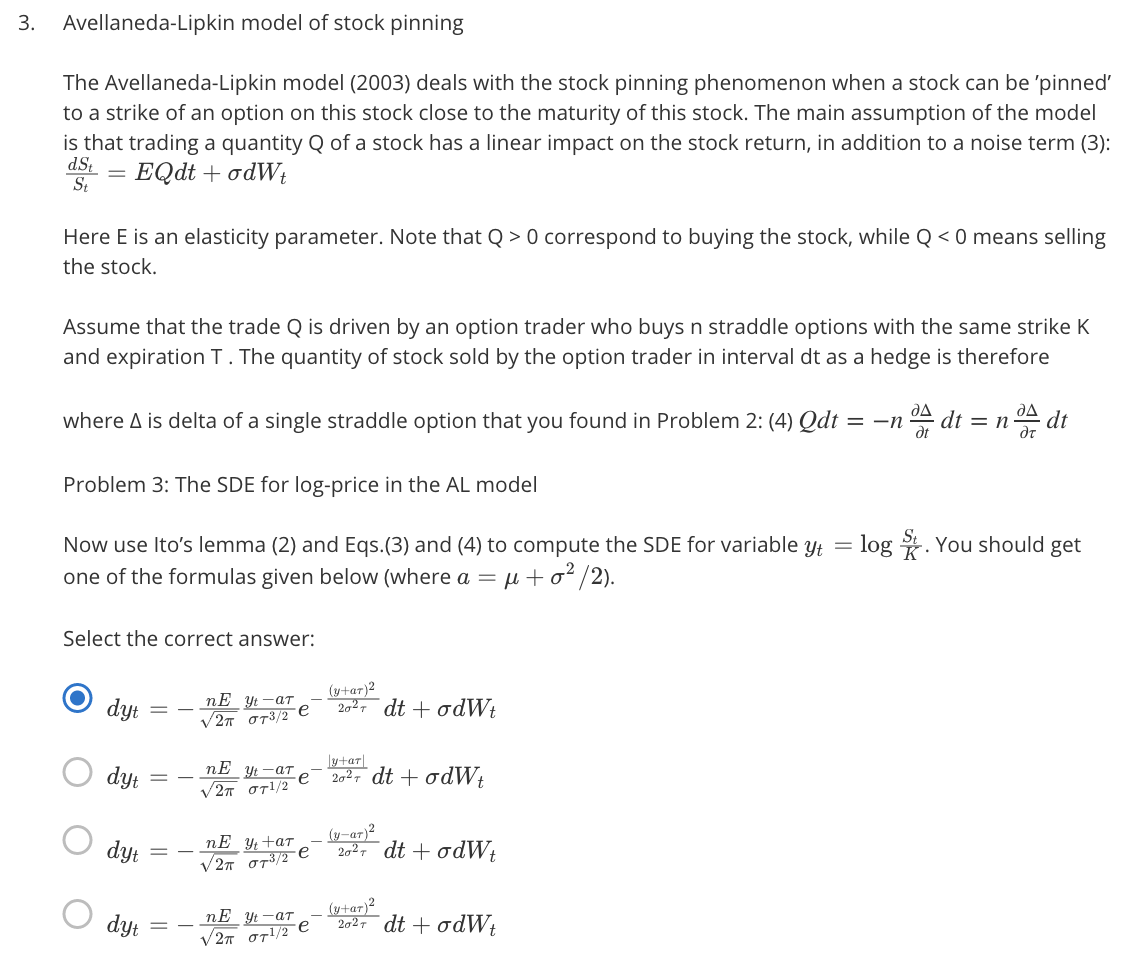 3. Avellaneda-Lipkin model of stock pinning
The Avellaneda-Lipkin model (2003) deals with the stock pinning phenomenon when a stock can be 'pinned'
to a strike of an option on this stock close to the maturity of this stock. The main assumption of the model
is that trading a quantity Q of a stock has a linear impact on the stock return, in addition to a noise term (3):
$\frac{dS_t}{S_t} = EQdt + \sigma dW_t$
Here E is an elasticity parameter. Note that Q > 0 correspond to buying the stock, while Q < 0 means selling
the stock.
Assume that the trade Q is driven by an option trader who buys n straddle options with the same strike K
and expiration T . The quantity of stock sold by the option trader in interval dt as a hedge is therefore
where Δ is delta of a single straddle option that you found in Problem 2: (4) $Qdt = -n \frac{\partial \Delta}{\partial t} dt = n \frac{\partial \Delta}{\partial \tau} dt$
Problem 3: The SDE for log-price in the AL model
Now use Ito's lemma (2) and Eqs.(3) and (4) to compute the SDE for variable $y_t = \log \frac{S_t}{K}$. You should get
one of the formulas given below (where $a = \mu + \sigma^2/2$).
Select the correct answer:
$dy_t = -\frac{nE}{\sqrt{2\pi}} \frac{y_t - a\tau}{\sigma\tau^{3/2}} e^{-\frac{(y+a\tau)^2}{2\sigma^2\tau}} dt + \sigma dW_t$
$dy_t = -\frac{nE}{\sqrt{2\pi}} \frac{y_t - a\tau}{\sigma\tau^{1/2}} e^{-\frac{|y+a\tau|}{2\sigma^2\tau}} dt + \sigma dW_t$
$dy_t = -\frac{nE}{\sqrt{2\pi}} \frac{y_t + a\tau}{\sigma\tau^{3/2}} e^{-\frac{(y-a\tau)^2}{2\sigma^2\tau}} dt + \sigma dW_t$
$dy_t = -\frac{nE}{\sqrt{2\pi}} \frac{y_t - a\tau}{\sigma\tau^{1/2}} e^{-\frac{(y+a\tau)^2}{2\sigma^2\tau}} dt + \sigma dW_t$